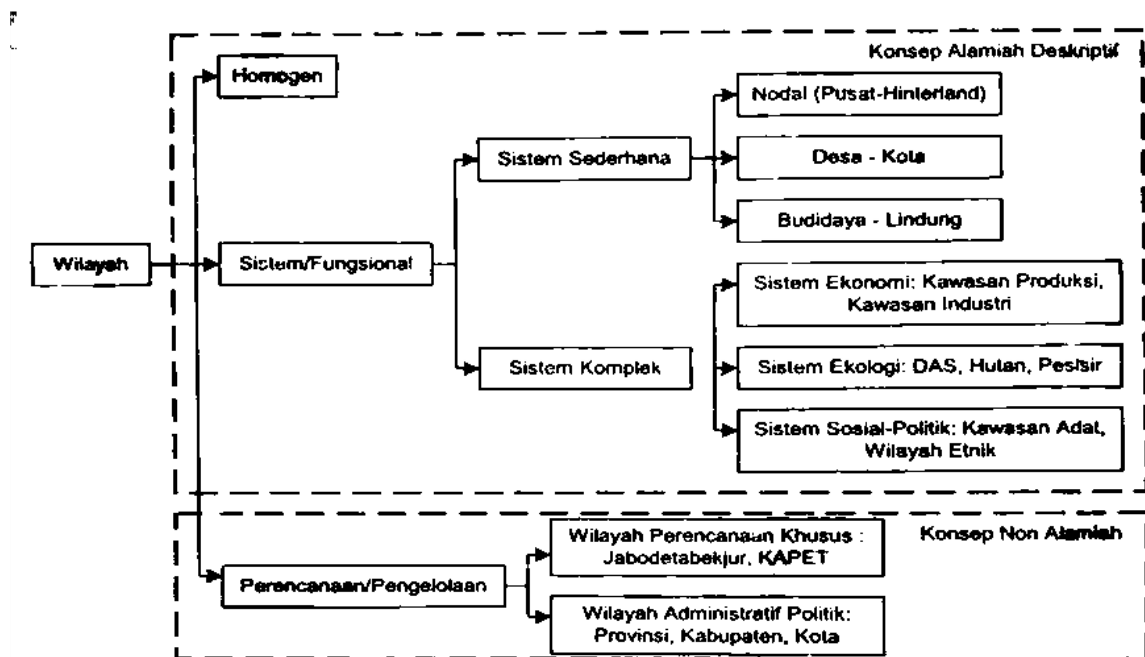 Konsep Alamiah Deskriptif
Homogen
Nodal (Pusat-Hinterland)
Sistem Sederhana
Desa - Kota
Budidaya - Lindung
Wilayah
Sistem/Fungsional
Sistem Ekonomi: Kawasan Produksi,
Kawasan Industri
Sistem Komplek
Sistem Ekologi: DAS, Hutan, Pesisir
Sistem Sosial-Politik: Kawasan Adat,
Wilayah Etnik
Konsep Non Alamiah
Wilayah Perencanaan Khusus :
Jabodetabekjur, KAPET
Perencanaan/Pengelolaan
Wilayah Administratif Politik:
Provinsi, Kabupaten, Kota